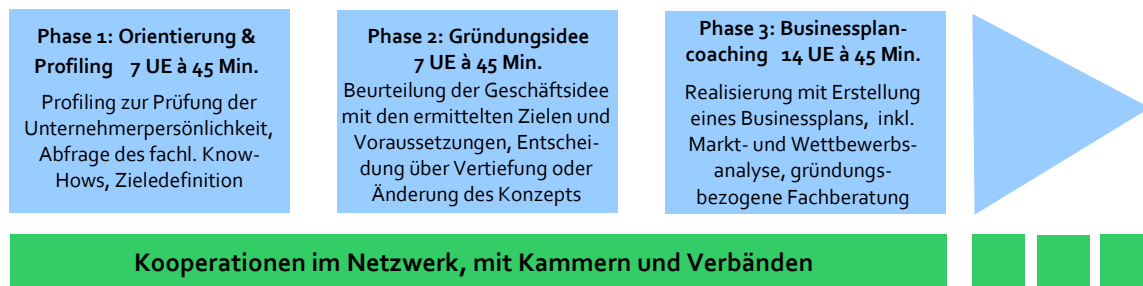 Phase 1: Orientierung &
Profiling 7 UE à 45 Min.
Profiling zur Prüfung der
Unternehmerpersönlichkeit,
Abfrage des fachl. Know-
Hows, Zieledefinition
Phase 2: Gründungsidee
7 UE à 45 Min.
Beurteilung der Geschäftsidee
mit den ermittelten Zielen und
Voraussetzungen, Entschei-
dung über Vertiefung oder
Änderung des Konzepts
Phase 3: Businessplan-
coaching 14 UE à 45 Min.
Realisierung mit Erstellung
eines Businessplans, inkl.
Markt- und Wettbewerbs-
analyse, gründungs-
bezogene Fachberatung
Kooperationen im Netzwerk, mit Kammern und Verbänden